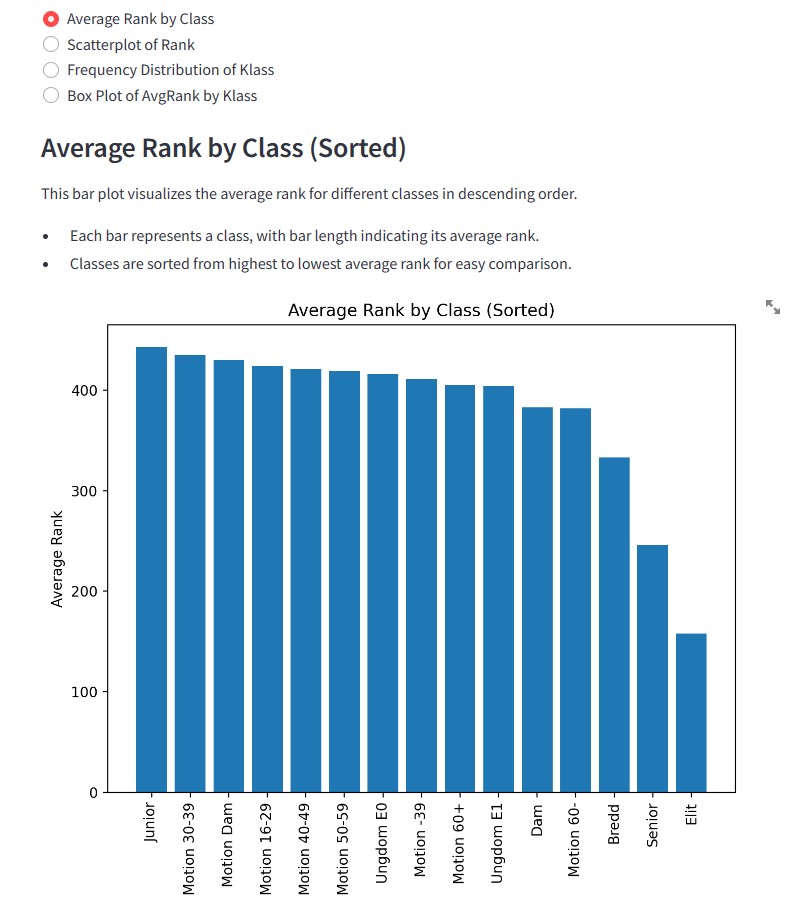 Average Rank by Class
Scatterplot of Rank
Frequency Distribution of Klass
Box Plot of AvgRank by Klass
Average Rank by Class (Sorted)
This bar plot visualizes the average rank for different classes in descending order.
• Each bar represents a class, with bar length indicating its average rank.
• Classes are sorted from highest to lowest average rank for easy comparison.
Average Rank by Class (Sorted)
Average Rank
400
300
200
100
0
Junior
Motion 30-39
Motion Dam
Motion 16-29
Motion 40-49
Motion 50-59
Ungdom E0
Motion -39
Motion 60+
Ungdom E1
Dam
Motion 60-
Bredd
Senior
Elit